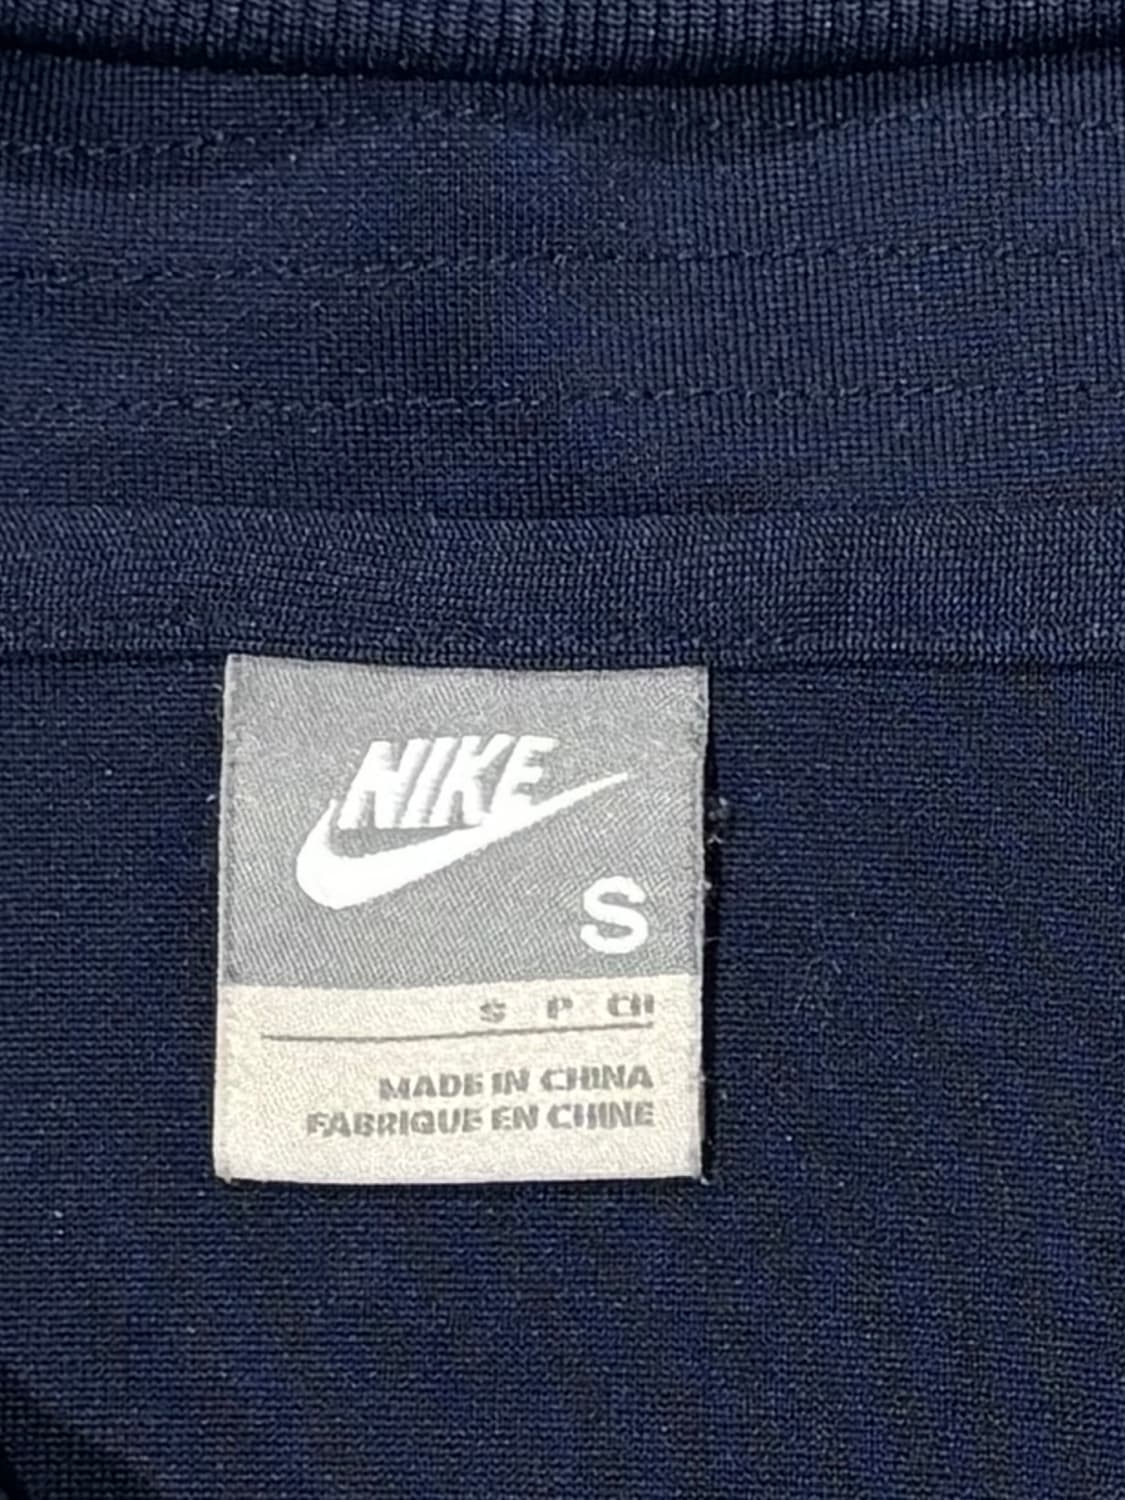 NIKE
S
S P CH
MADE IN CHINA
FABRIQUE EN CHINE